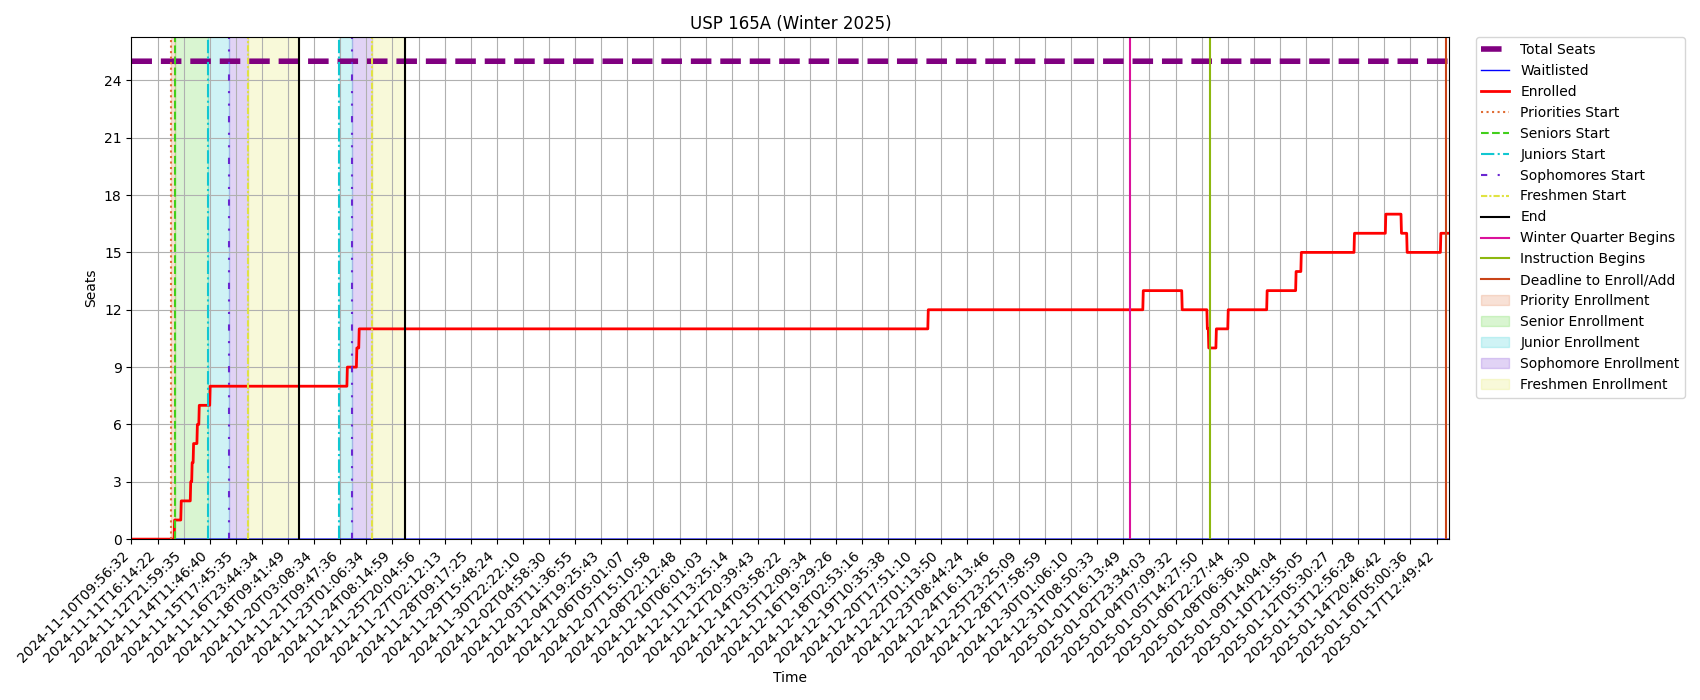 USP 165A (Winter 2025)
Seats
24
21
18
15
12
9
6
3
0
2024-11-10T09:56:32
2024-11-11T16:14:22
2024-11-12T21:59:35
2024-11-14T11:46:40
2024-11-15T17:45:35
2024-11-16T23:44:34
2024-11-18T09:41:49
2024-11-20T03:08:34
2024-11-21T09:47:36
2024-11-23T01:06:34
2024-11-24T08:14:59
2024-11-25T20:04:56
2024-11-27T02:12:13
2024-11-28T09:17:25
2024-11-29T15:48:24
2024-11-30T22:22:10
2024-12-02T04:58:30
2024-12-03T11:36:55
2024-12-04T19:25:43
2024-12-06T05:01:07
2024-12-07T15:10:58
2024-12-08T22:12:48
2024-12-10T06:01:03
2024-12-11T13:25:14
2024-12-12T20:39:43
2024-12-14T03:58:22
2024-12-15T12:09:34
2024-12-16T19:29:26
2024-12-18T02:53:16
2024-12-19T10:35:38
2024-12-20T17:51:10
2024-12-22T01:13:50
2024-12-23T08:44:24
2024-12-24T16:13:46
2024-12-25T23:25:09
2024-12-28T17:58:59
2024-12-30T01:06:10
2024-12-31T08:50:33
2025-01-01T16:13:49
2025-01-02T23:34:03
2025-01-04T07:09:32
2025-01-05T14:27:50
2025-01-06T22:27:44
2025-01-08T06:36:30
2025-01-09T14:04:04
2025-01-10T21:55:05
2025-01-12T05:30:27
2025-01-13T12:56:28
2025-01-14T20:46:42
2025-01-16T05:00:36
2025-01-17T12:49:42
Time
Total Seats
Waitlisted
Enrolled
Priorities Start
Seniors Start
Juniors Start
Sophomores Start
Freshmen Start
End
Winter Quarter Begins
Instruction Begins
Deadline to Enroll/Add
Priority Enrollment
Senior Enrollment
Junior Enrollment
Sophomore Enrollment
Freshmen Enrollment